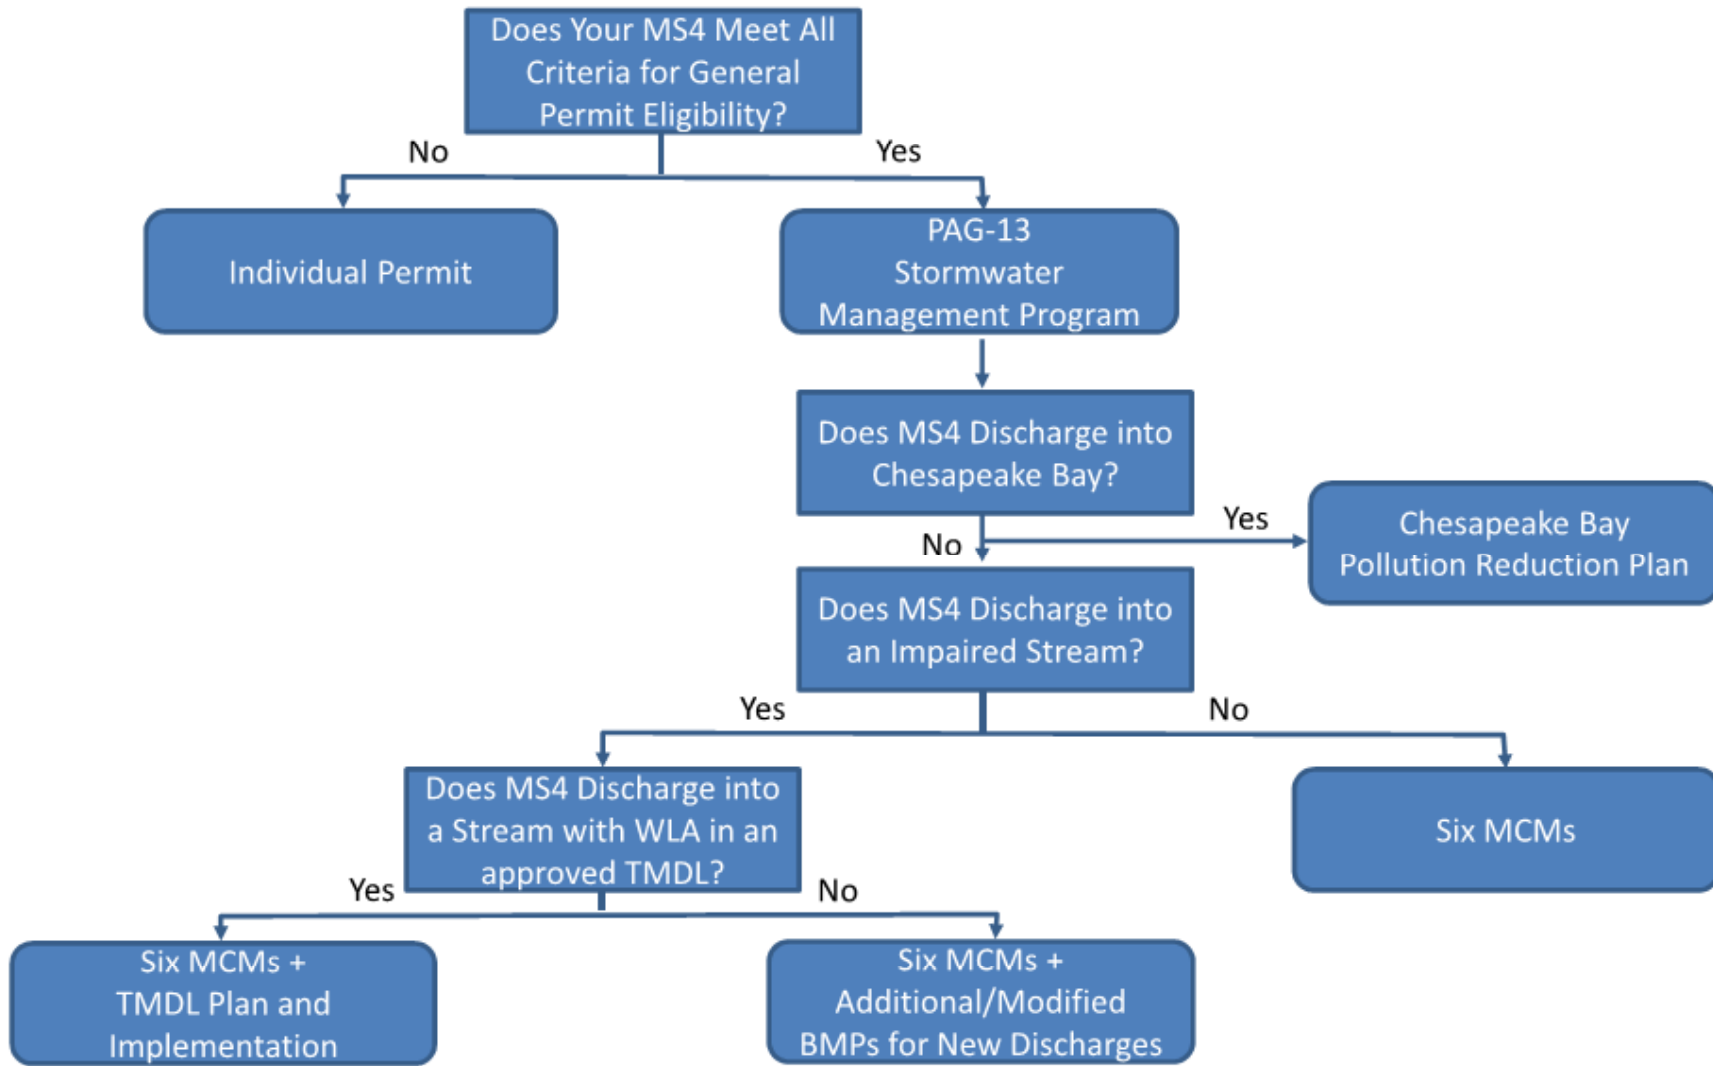 Does Your MS4 Meet All
Criteria for General
Permit Eligibility?
No
Yes
Individual Permit
PAG-13
Stormwater
Management Program
Does MS4 Discharge into
Chesapeake Bay?
Yes
No
Chesapeake Bay
Pollution Reduction Plan
Does MS4 Discharge into
an Impaired Stream?
Yes
No
Does MS4 Discharge into
a Stream with WLA in an
approved TMDL?
Six MCMs
Yes
No
Six MCMs +
TMDL Plan and
Implementation
Six MCMs +
Additional/Modified
BMPs for New Discharges